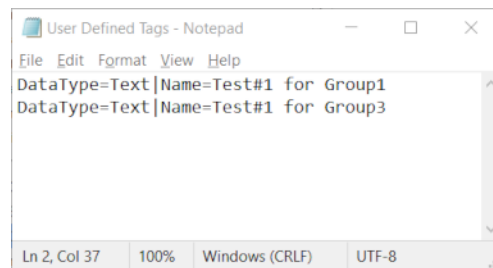 User Defined Tags - Notepad
File Edit Format View Help
DataType=Text|Name=Test#1 for Group1
DataType=Text|Name=Test#1 for Group3
Ln 2, Col 37 100% Windows (CRLF) UTF-8